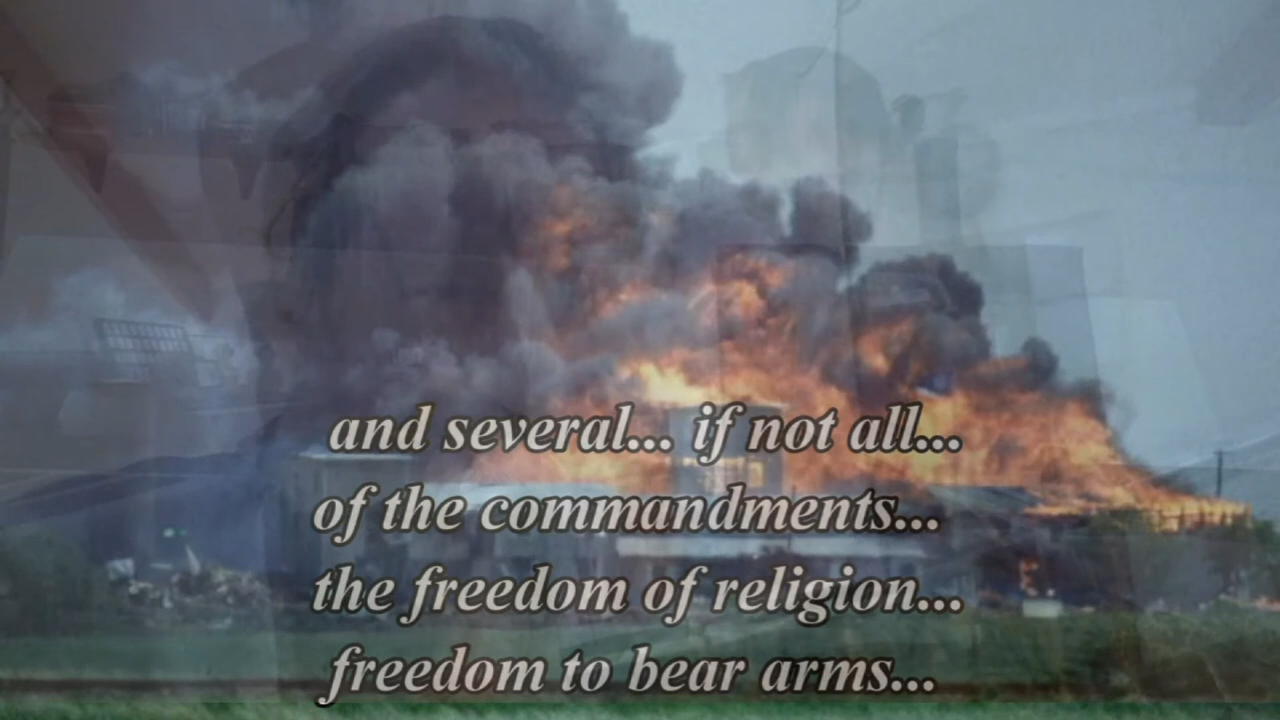 and several... if not all...
of the commandments...
the freedom of religion...
freedom to bear arms...